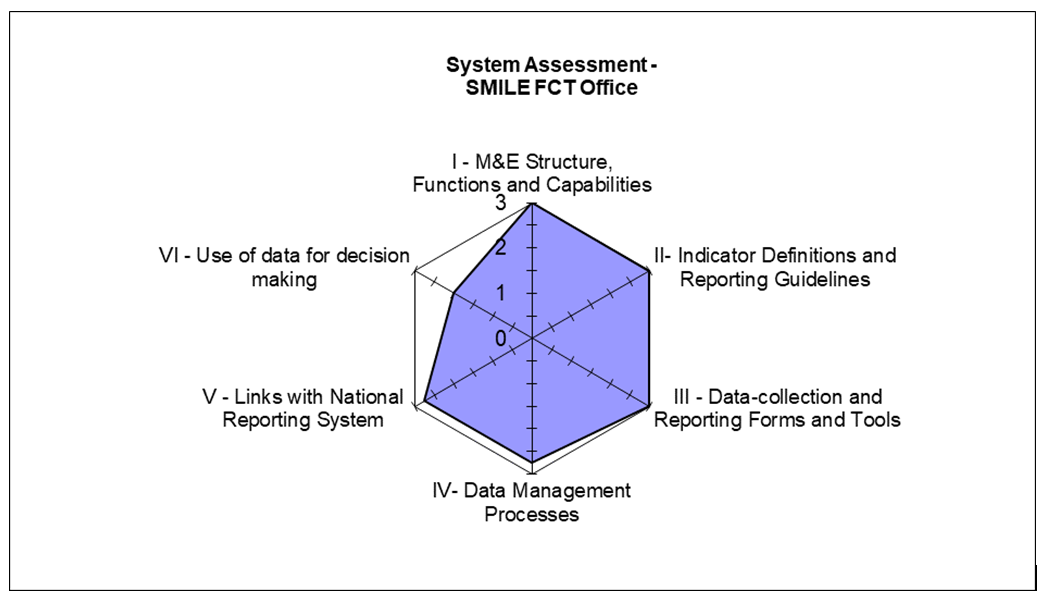 System Assessment -
SMILE FCT Office
I - M&E Structure,
Functions and Capabilities
3
2
1
0
II- Indicator Definitions and
Reporting Guidelines
III - Data-collection and
Reporting Forms and Tools
IV- Data Management
Processes
V - Links with National
Reporting System
VI - Use of data for decision
making